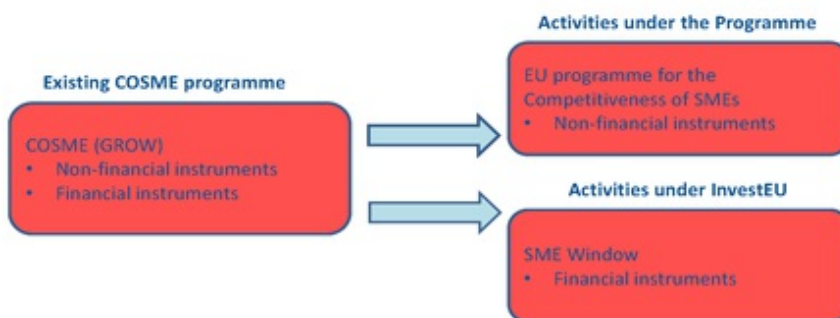 Activities under the Programme
Existing COSME programme
EU programme for the
Competitiveness of SMEs
• Non-financial instruments
COSME (GROW)
• Non-financial instruments
• Financial instruments
Activities under InvestEU
SME Window
• Financial instruments